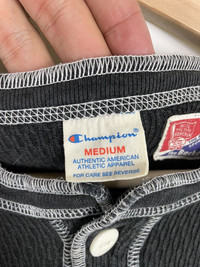 Champion
MEDIUM
AUTHENTIC AMERICAN
ATHLETIC APPAREL
FOR CARE SEE REVERSE